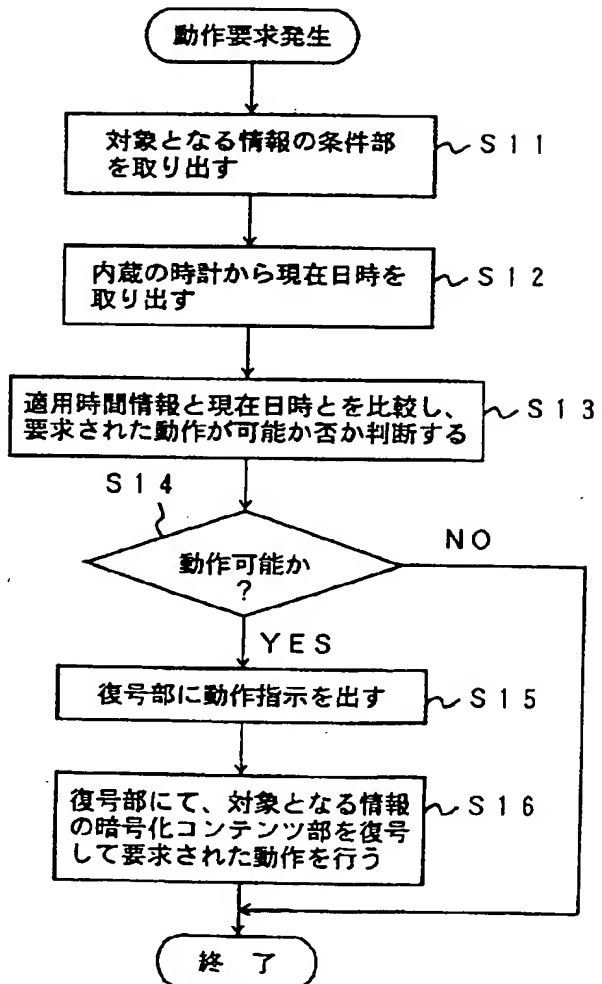 動作要求発生
対象となる情報の条件部
を取り出す
S11
内蔵の時計から現在日時を
取り出す
S12
適用時間情報と現在日時とを比較し、
要求された動作が可能か否か判断する
S13
S14
動作可能か
?
NO
YES
復号部に動作指示を出す
S15
復号部にて、対象となる情報
の暗号化コンテンツ部を復号
して要求された動作を行う
S16
終了